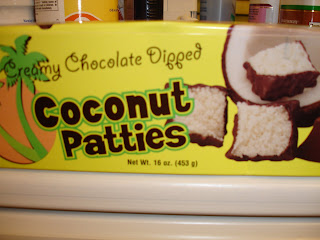 Creamy Chocolate Dipped
Coconut
Patties
Net Wt. 16 oz. (453 g)